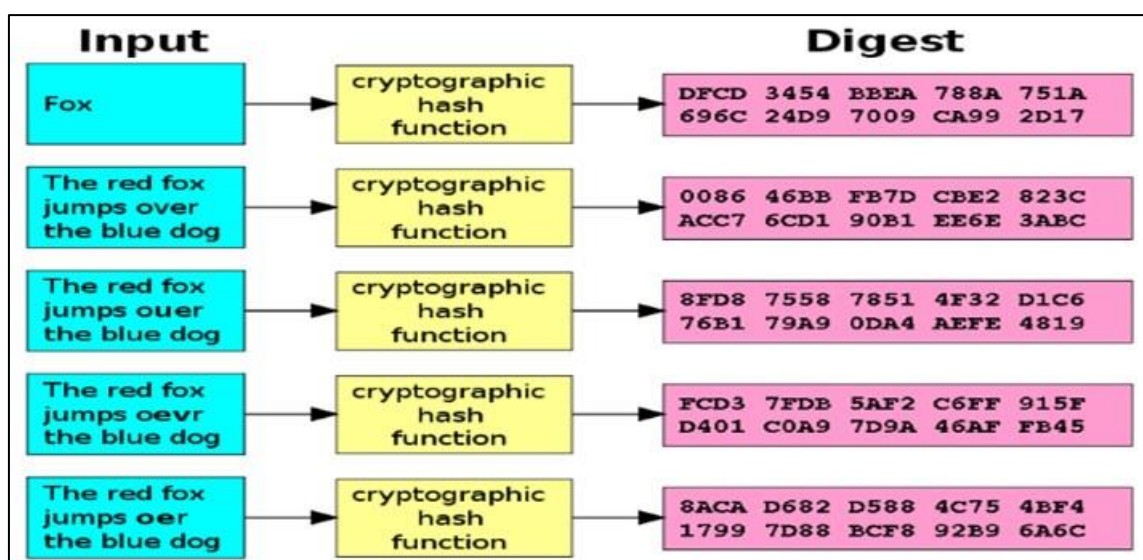 Input
Digest
Fox
cryptographic
hash
function
DFCD 3454 BBEA 788A 751A
696C 24D9 7009 CA99 2D17
The red fox
jumps over
the blue dog
cryptographic
hash
function
0086 46BB FB7D CBE2 823C
ACC7 6CD1 90B1 EE6E 3ABC
The red fox
jumps ouer
the blue dog
cryptographic
hash
function
8FD8 7558 7851 4F32 D1C6
76B1 79A9 0DA4 AEFE 4819
The red fox
jumps oevr
the blue dog
cryptographic
hash
function
FCD3 7FDB 5AF2 C6FF 915F
D401 C0A9 7D9A 46AF FB45
The red fox
jumps oer
the blue dog
cryptographic
hash
function
8ACA D682 D588 4C75 4BF4
1799 7D88 BCF8 92B9 6A6C